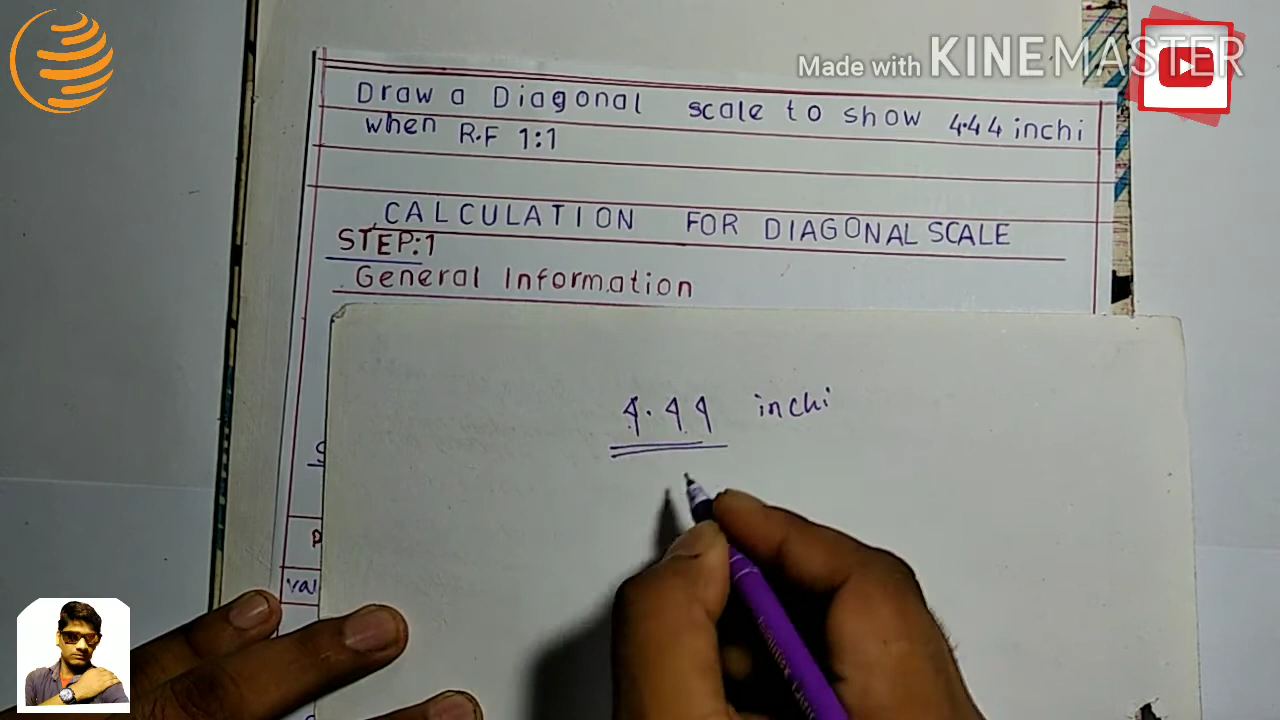 Made with KINEMASTER
Draw a Diagonal scale to show 4.44 inchi
when R.F 1:1
CALCULATION FOR DIAGONAL SCALE
STEP:1
General Information
4.44 inchi